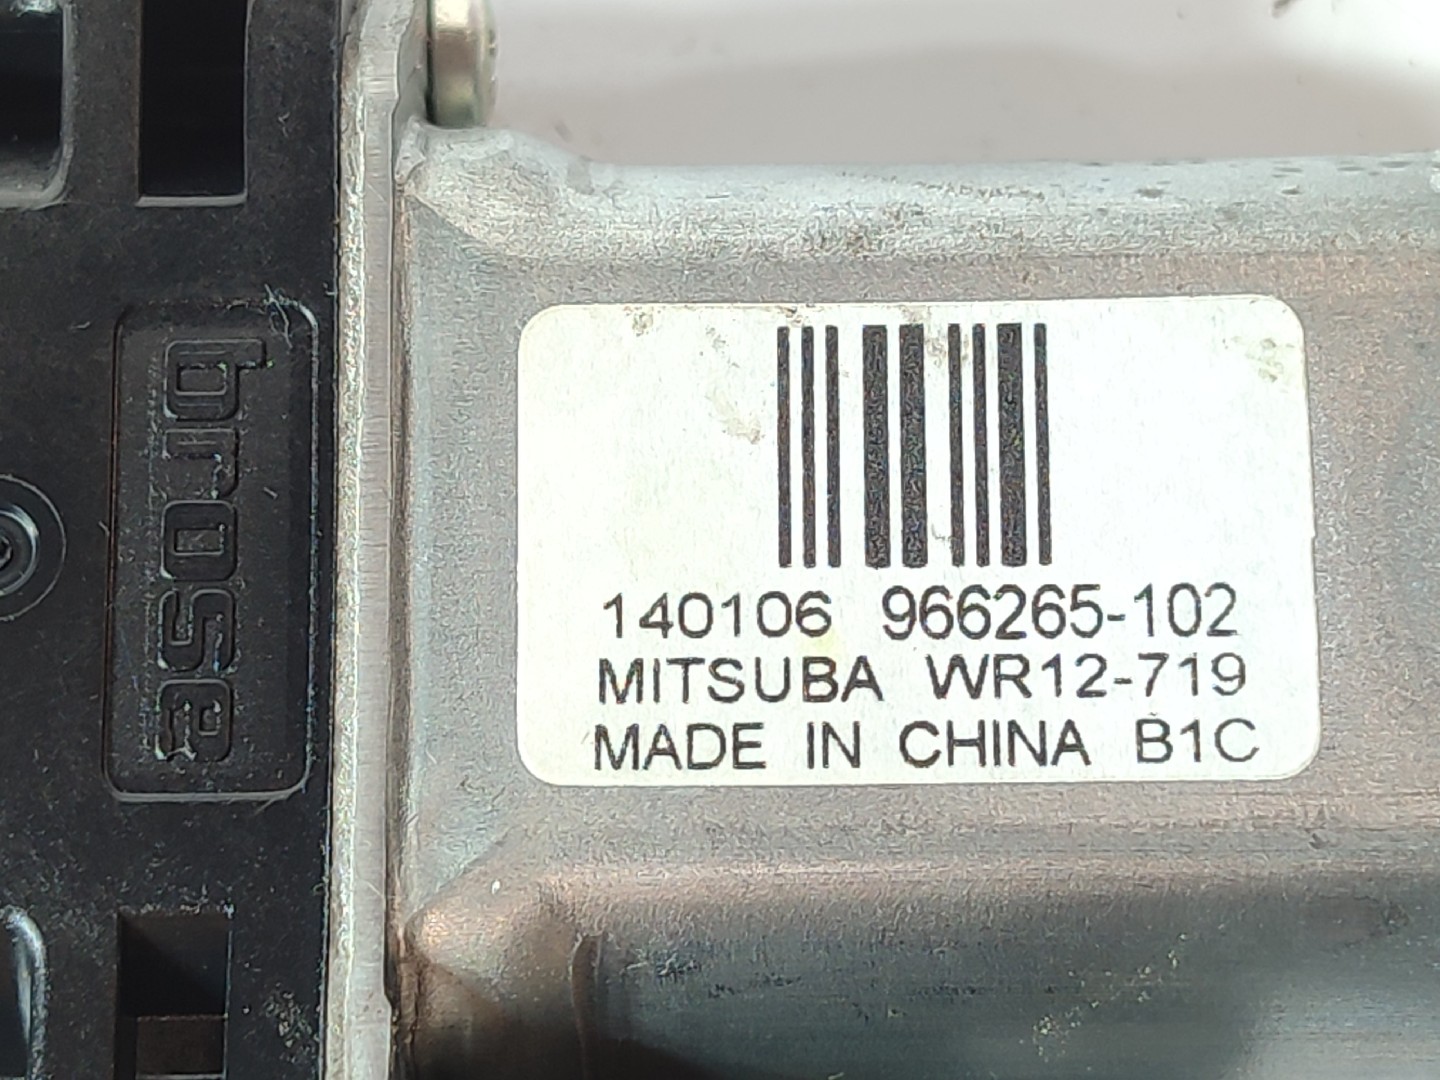 brose
140106 966265-102
MITSUBA WR12-719
MADE IN CHINA B1C